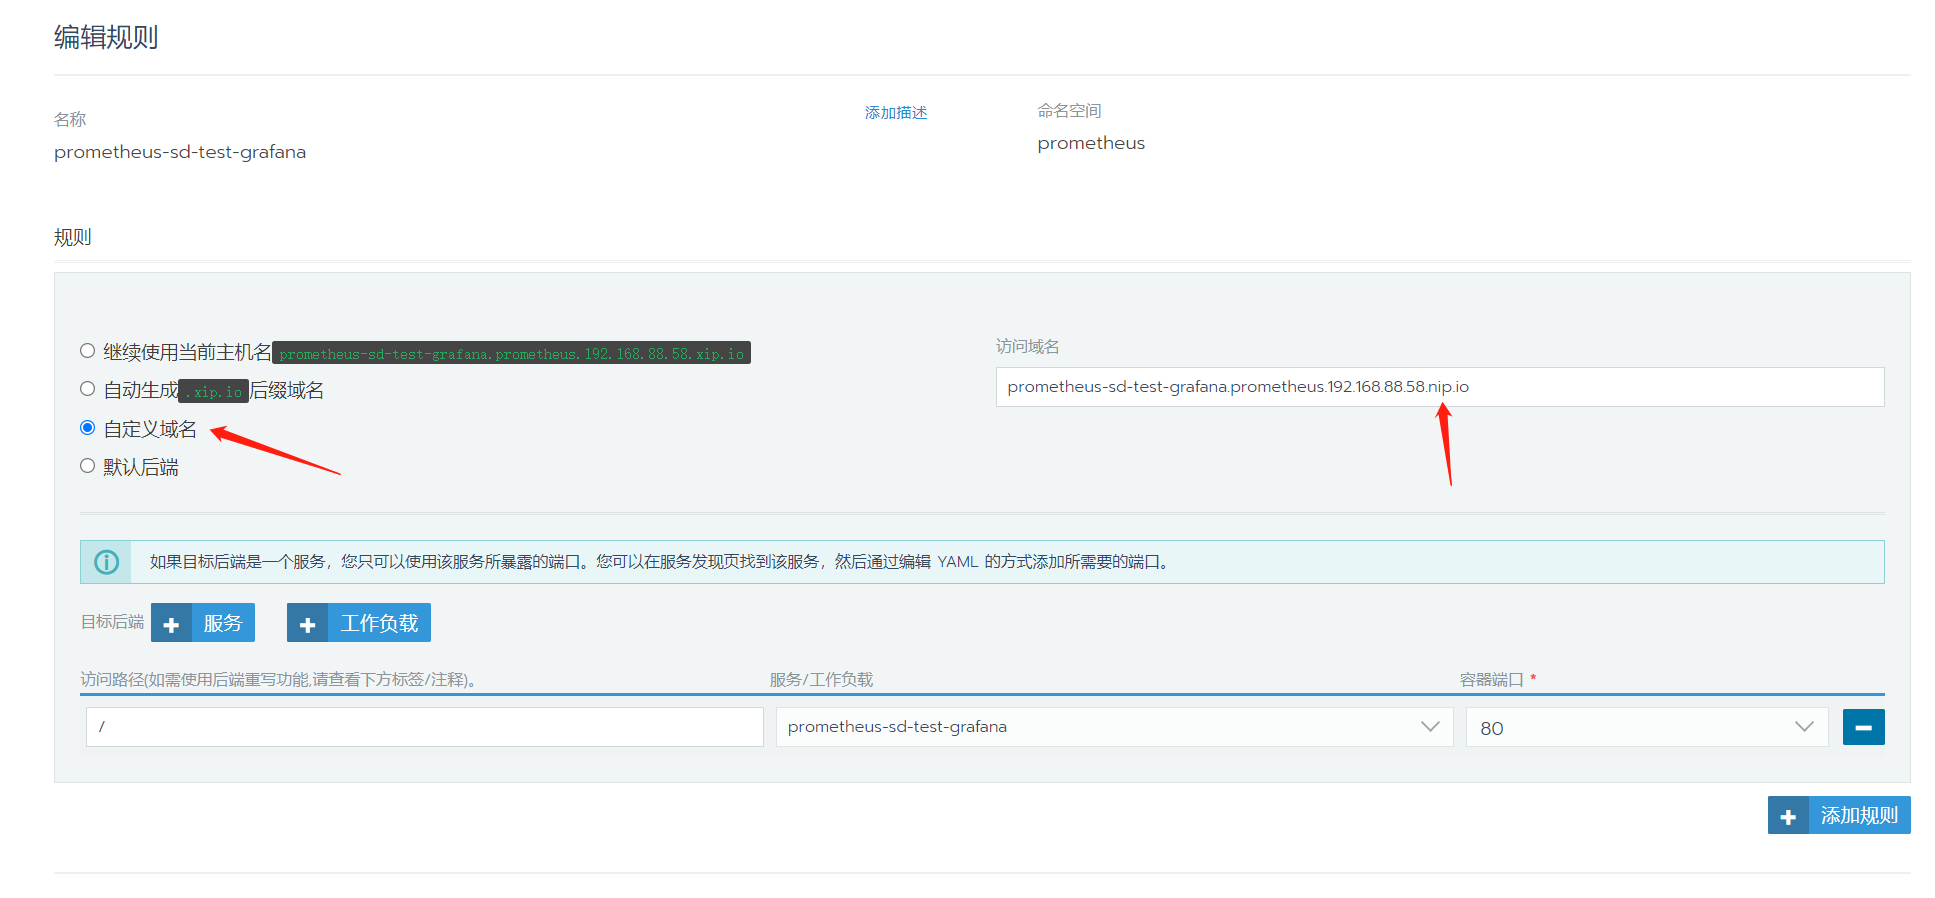 编辑规则
名称
添加描述
命名空间
prometheus-sd-test-grafana
prometheus
规则
继续使用当前主机名 prometheus-sd-test-grafana.prometheus.192.168.88.58.xip.io
访问域名
prometheus-sd-test-grafana.prometheus.192.168.88.58.nip.io
自动生成 .xip.io 后缀域名
自定义域名
默认后端
如果目标后端是一个服务，您只可以使用该服务所暴露的端口。您可以在服务发现页找到该服务，然后通过编辑 YAML 的方式添加所需要的端口。
目标后端 + 服务 + 工作负载
访问路径(如需使用后端重写功能,请查看下方标签/注释)。
服务/工作负载
容器端口 *
/
prometheus-sd-test-grafana
80
+ 添加规则